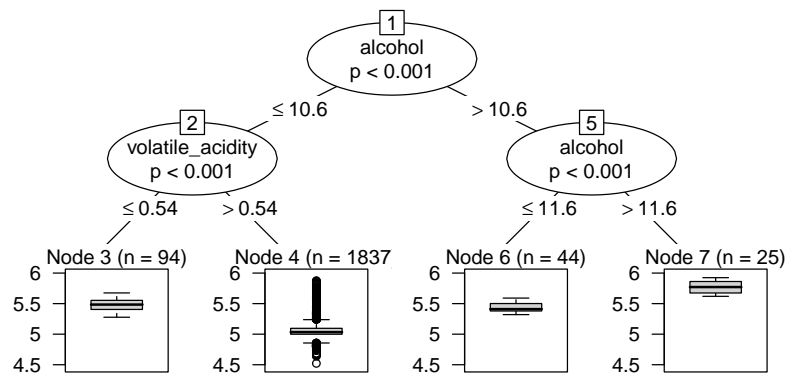 1
alcohol
p < 0.001
≤ 10.6
> 10.6
2
volatile_acidity
p < 0.001
5
alcohol
p < 0.001
≤ 0.54
> 0.54
≤ 11.6
> 11.6
Node 3 (n = 94)
Node 4 (n = 1837
Node 6 (n = 44)
Node 7 (n = 25)
6
5.5
5
4.5
6
5.5
5
4.5
6
5.5
5
4.5
6
5.5
5
4.5